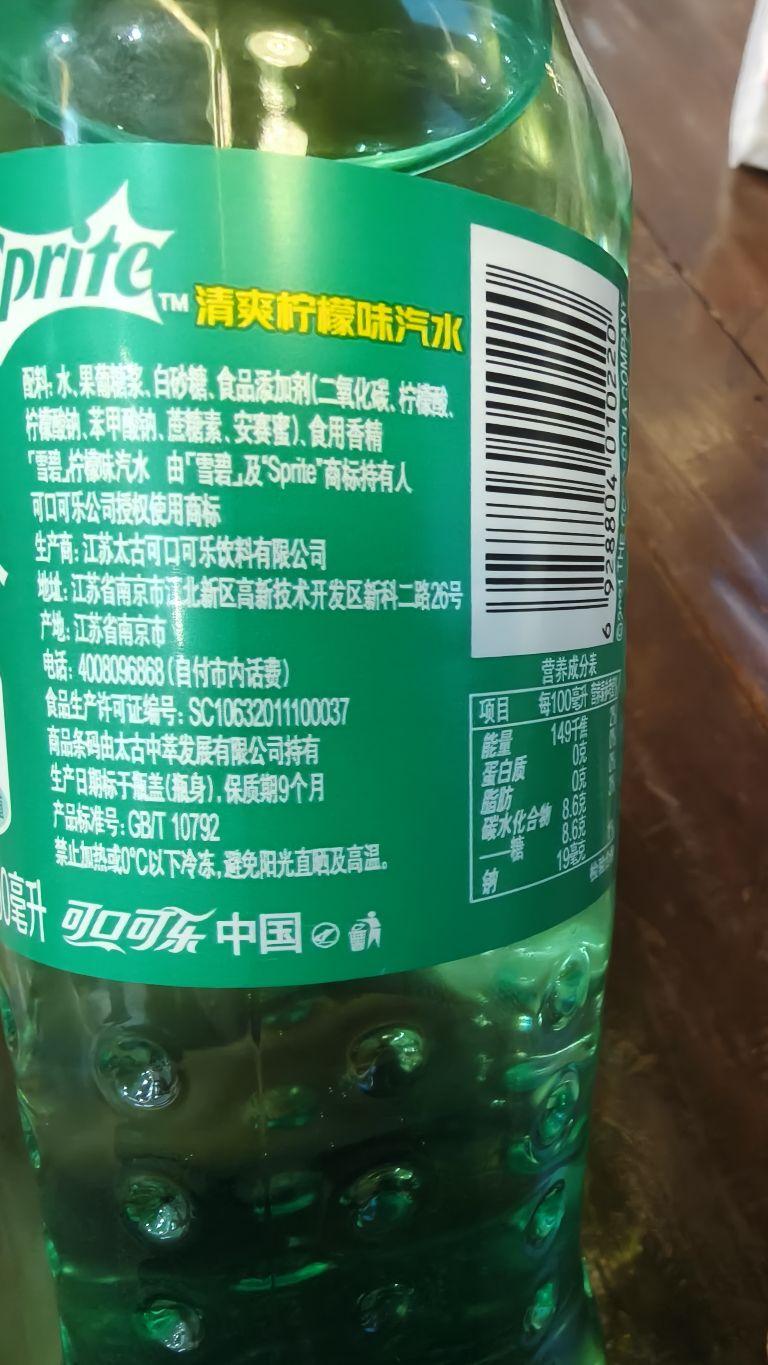 Sprite™
清爽柠檬味汽水
配料: 水、果葡糖浆、白砂糖、食品添加剂(二氧化碳、柠檬酸、
柠檬酸钠、苯甲酸钠、蔗糖素、安赛蜜)、食用香精
「雪碧」柠檬味汽水 由「雪碧」及“Sprite”商标持有人
可口可乐公司授权使用商标
生产商: 江苏太古可口可乐饮料有限公司
地址: 江苏省南京市江北新区高新技术开发区新科二路26号
产地: 江苏省南京市
电话: 4008096868 (自付市内话费)
食品生产许可证编号: SC10632011100037
商品条码由太古中萃发展有限公司持有
生产日期标于瓶盖(瓶身), 保质期9个月
产品标准号: GB/T 10792
禁止加热或0°C以下冷冻, 避免阳光直晒及高温。
0毫升 可口可乐 中国
6 928804 010220
©2021 THE COCA-COLA COMPANY
营养成分表
项目 每100毫升
能量 149千焦
蛋白质 0克
脂肪 0克
碳水化合物 8.6克
—糖 8.6克
钠 19毫克